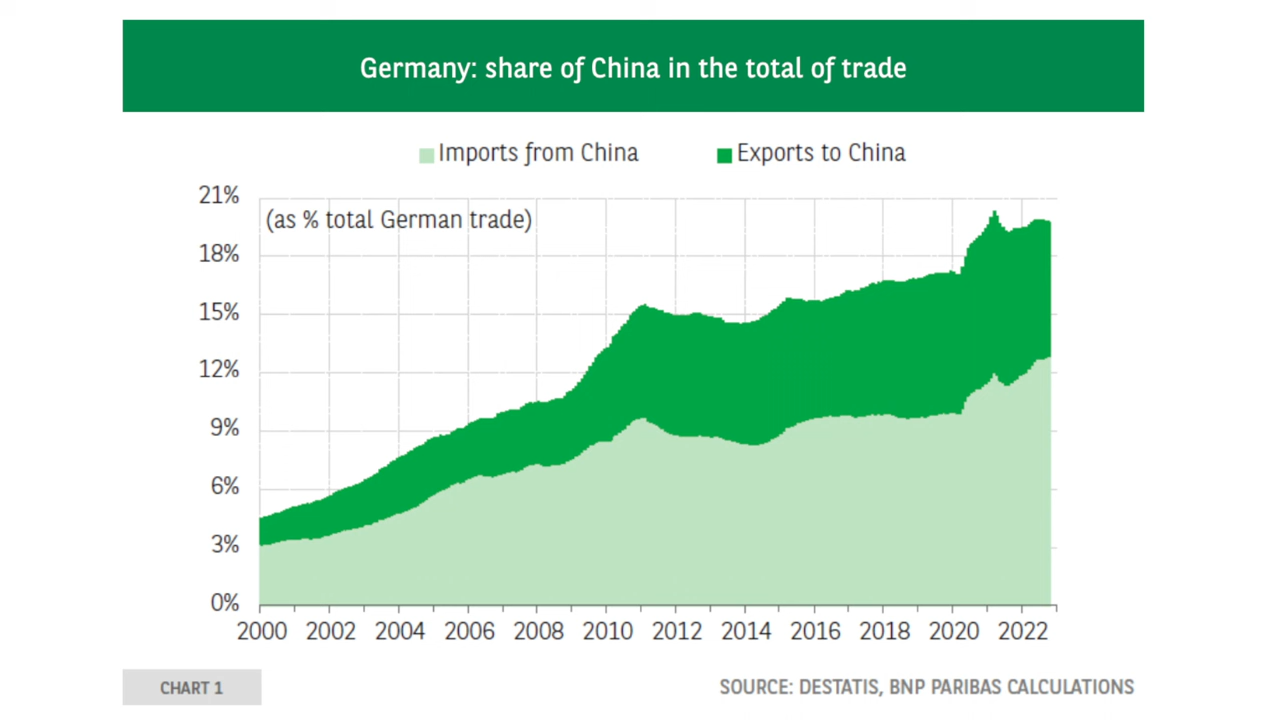 Germany: share of China in the total of trade
Imports from China
Exports to China
(as % total German trade)
21%
18%
15%
12%
9%
6%
3%
0%
2000 2002 2004 2006 2008 2010 2012 2014 2016 2018 2020 2022
CHART 1
SOURCE: DESTATIS, BNP PARIBAS CALCULATIONS